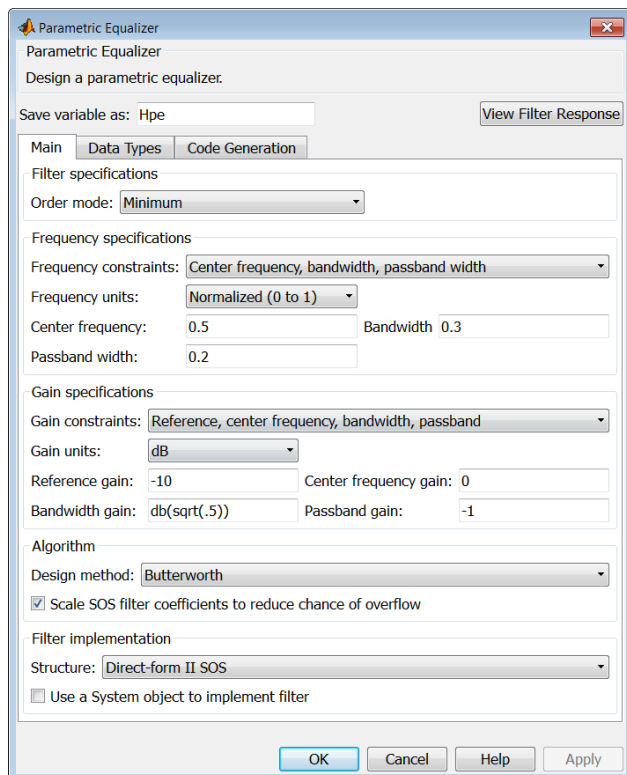 Parametric Equalizer
Parametric Equalizer
Design a parametric equalizer.
Save variable as: Hpe View Filter Response
Main Data Types Code Generation
Filter specifications
Order mode: Minimum
Frequency specifications
Frequency constraints: Center frequency, bandwidth, passband width
Frequency units: Normalized (0 to 1)
Center frequency: 0.5 Bandwidth 0.3
Passband width: 0.2
Gain specifications
Gain constraints: Reference, center frequency, bandwidth, passband
Gain units: dB
Reference gain: -10 Center frequency gain: 0
Bandwidth gain: db(sqrt(.5)) Passband gain: -1
Algorithm
Design method: Butterworth
Scale SOS filter coefficients to reduce chance of overflow
Filter implementation
Structure: Direct-form II SOS
Use a System object to implement filter
OK Cancel Help Apply